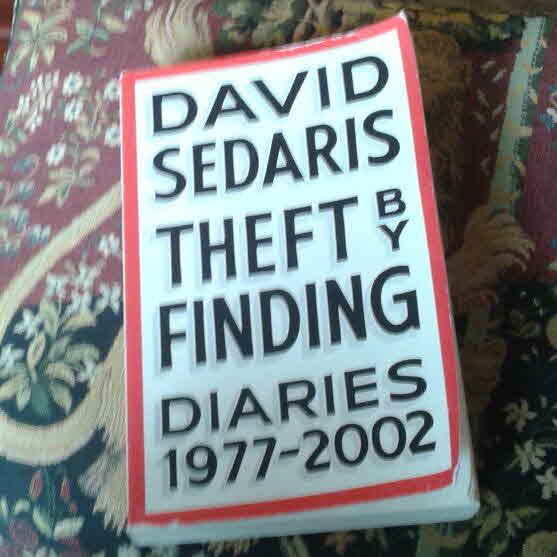 DAVID
SEDARIS
THEFT BY
FINDING
DIARIES
1977-2002